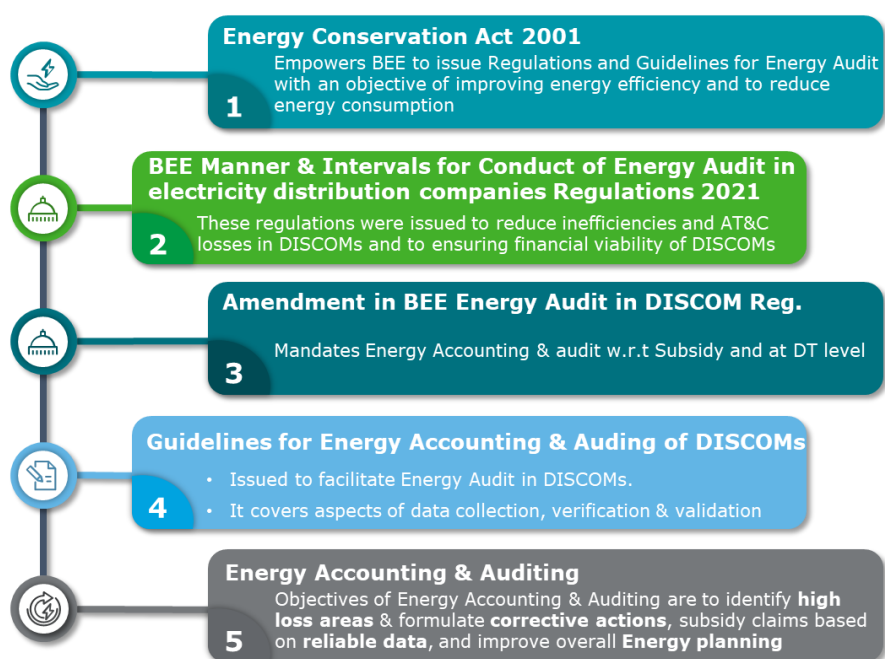 Energy Conservation Act 2001
Empowers BEE to issue Regulations and Guidelines for Energy Audit
with an objective of improving energy efficiency and to reduce
energy consumption
1
BEE Manner & Intervals for Conduct of Energy Audit in
electricity distribution companies Regulations 2021
These regulations were issued to reduce inefficiencies and AT&C
losses in DISCOMs and to ensuring financial viability of DISCOMs
2
Amendment in BEE Energy Audit in DISCOM Reg.
Mandates Energy Accounting & audit w.r.t Subsidy and at DT level
3
Guidelines for Energy Accounting & Auding of DISCOMs
• Issued to facilitate Energy Audit in DISCOMs.
• It covers aspects of data collection, verification & validation
4
Energy Accounting & Auditing
Objectives of Energy Accounting & Auditing are to identify high
loss areas & formulate corrective actions, subsidy claims based
on reliable data, and improve overall Energy planning
5